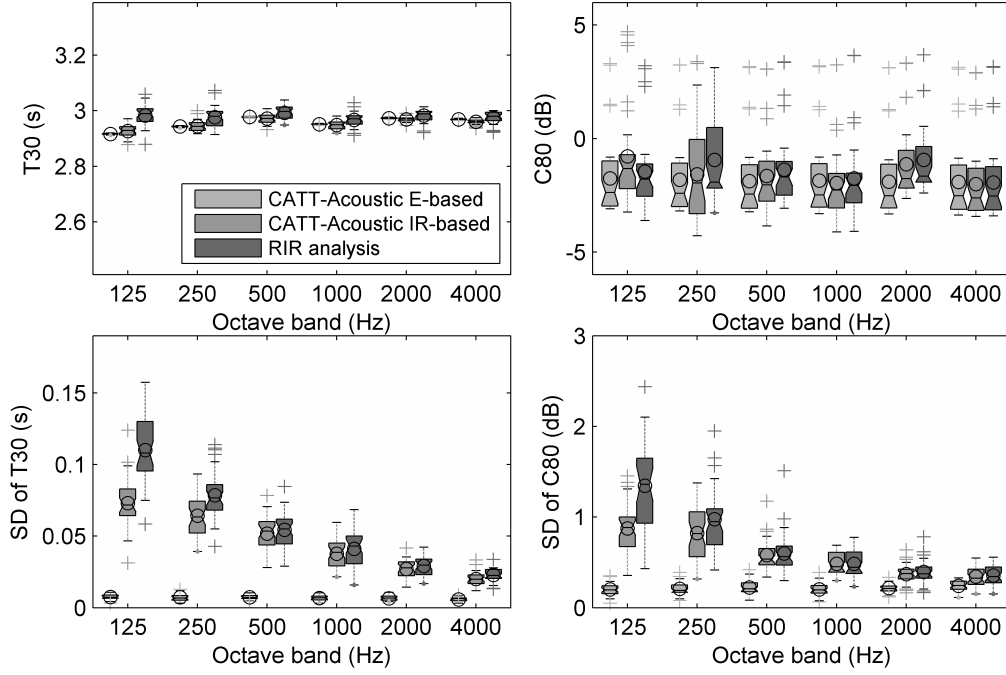 3.2
3
2.8
2.6
T30 (s)
CATT-Acoustic E-based
CATT-Acoustic IR-based
RIR analysis
125 250 500 1000 2000 4000
Octave band (Hz)
5
0
-5
C80 (dB)
125 250 500 1000 2000 4000
Octave band (Hz)
0.15
0.1
0.05
0
SD of T30 (s)
125 250 500 1000 2000 4000
Octave band (Hz)
3
2
1
0
SD of C80 (dB)
125 250 500 1000 2000 4000
Octave band (Hz)